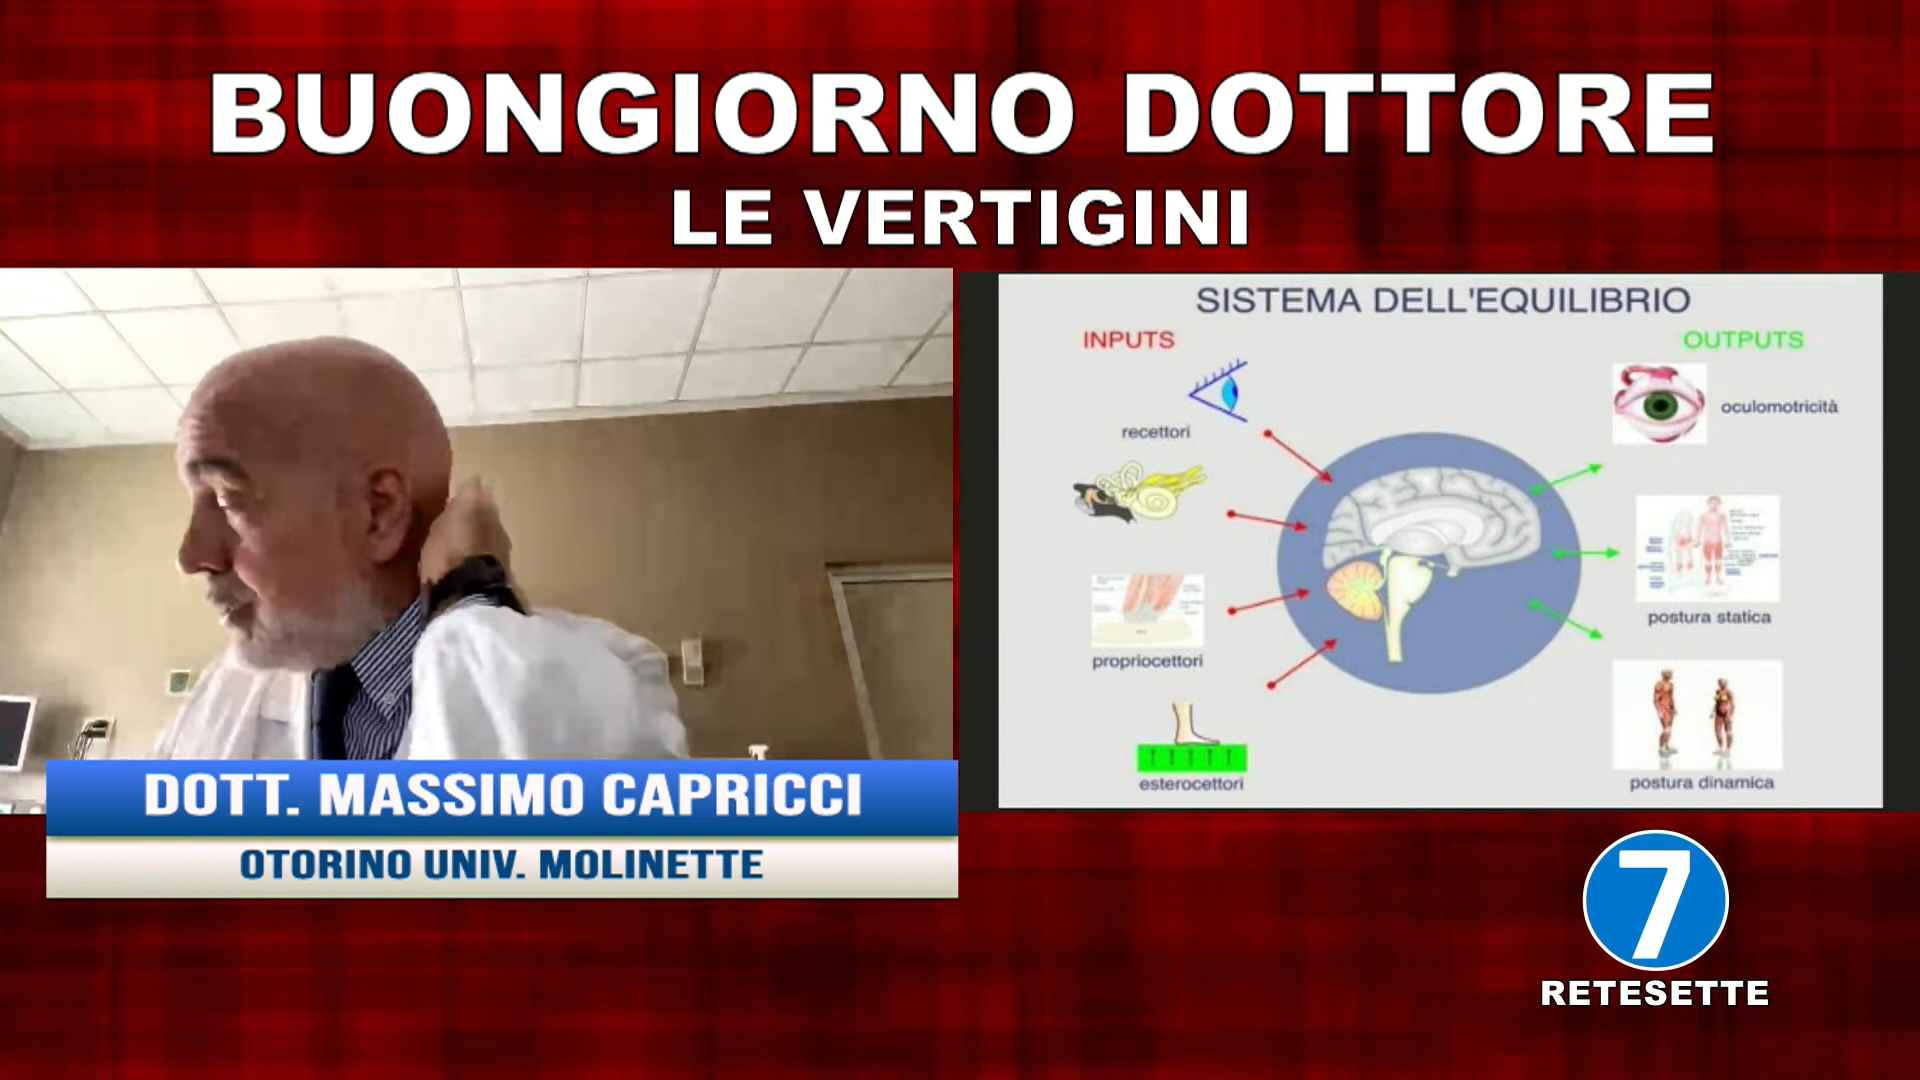 BUONGIORNO DOTTORE
LE VERTIGINI
SISTEMA DELL'EQUILIBRIO
INPUTS
OUTPUTS
oculomotricità
recettori
postura statica
propriocettori
postura dinamica
esterocettori
DOTT. MASSIMO CAPRICCI
OTORINO UNIV. MOLINETTE
7
RETESETTE